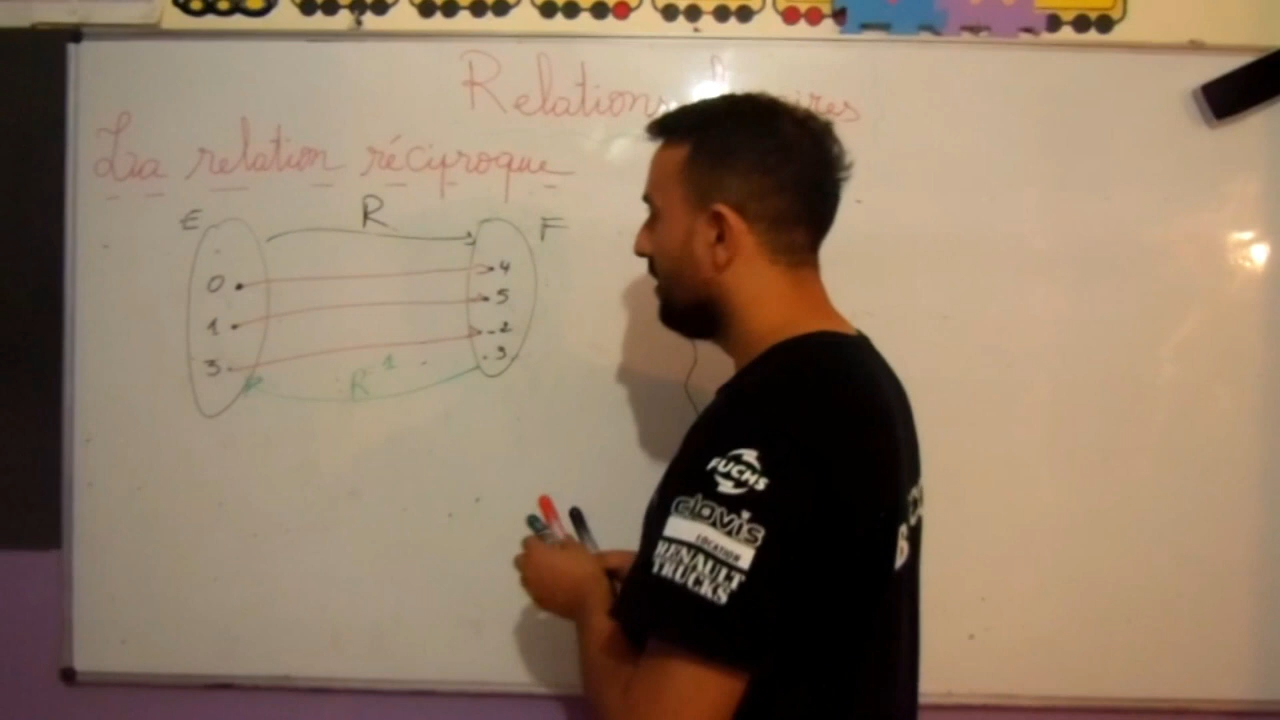 Relations
La relation réciproque
R
E
F
0
4
1
5
3
2
3
R⁻¹
FUCHS
clovis
LOCATION
RENAULT
TRUCKS